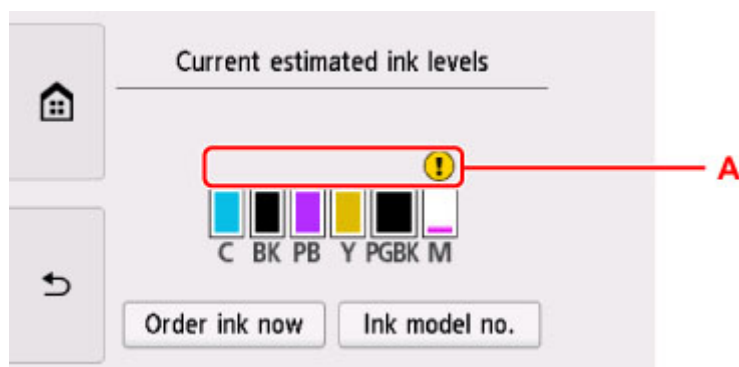 Current estimated ink levels
A
C BK PB Y PGBK M
Order ink now Ink model no.